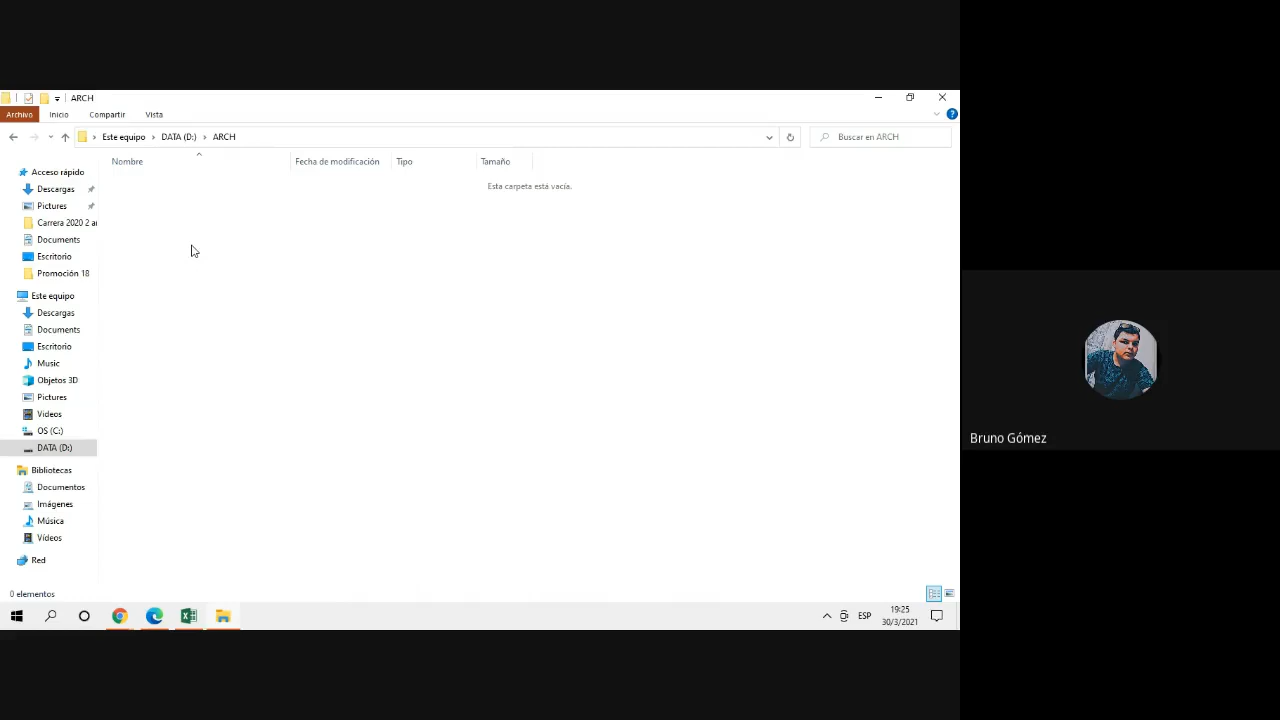 ARCH
Archivo Inicio Compartir Vista
Este equipo > DATA (D:) > ARCH
Buscar en ARCH
Nombre Fecha de modificación Tipo Tamaño
Esta carpeta está vacía.
Acceso rápido
Descargas
Pictures
Carrera 2020 2 a
Documents
Escritorio
Promoción 18
Este equipo
Descargas
Documents
Escritorio
Music
Objetos 3D
Pictures
Videos
OS (C:)
DATA (D:)
Bibliotecas
Documentos
Imágenes
Música
Vídeos
Red
0 elementos
ESP
19:25
30/3/2021
Bruno Gómez